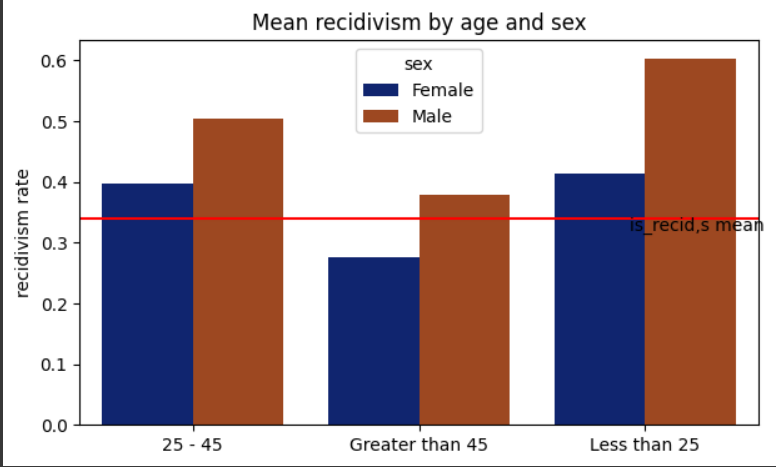 Mean recidivism by age and sex
sex
Female
Male
recidivism rate
0.6
0.5
0.4
0.3
0.2
0.1
0.0
is_recid,s mean
25 - 45
Greater than 45
Less than 25